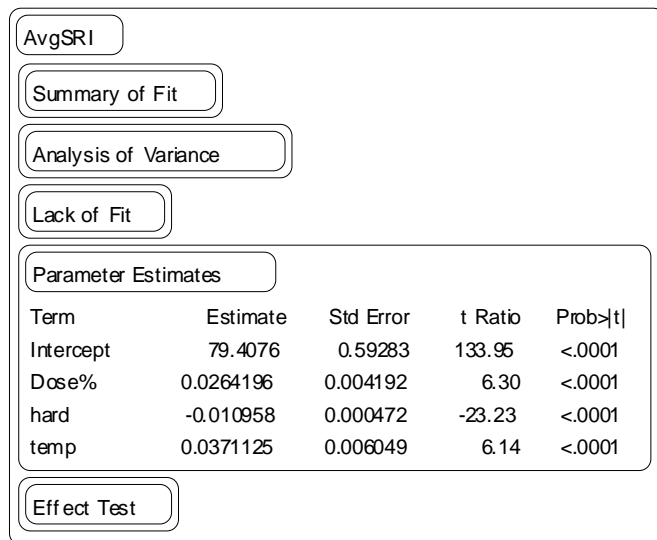 AvgSRI
Summary of Fit
Analysis of Variance
Lack of Fit
Parameter Estimates
Term Estimate Std Error t Ratio Prob>|t|
Intercept 79.4076 0.59283 133.95 <.0001
Dose% 0.0264196 0.004192 6.30 <.0001
hard -0.010958 0.000472 -23.23 <.0001
temp 0.0371125 0.006049 6.14 <.0001
Effect Test